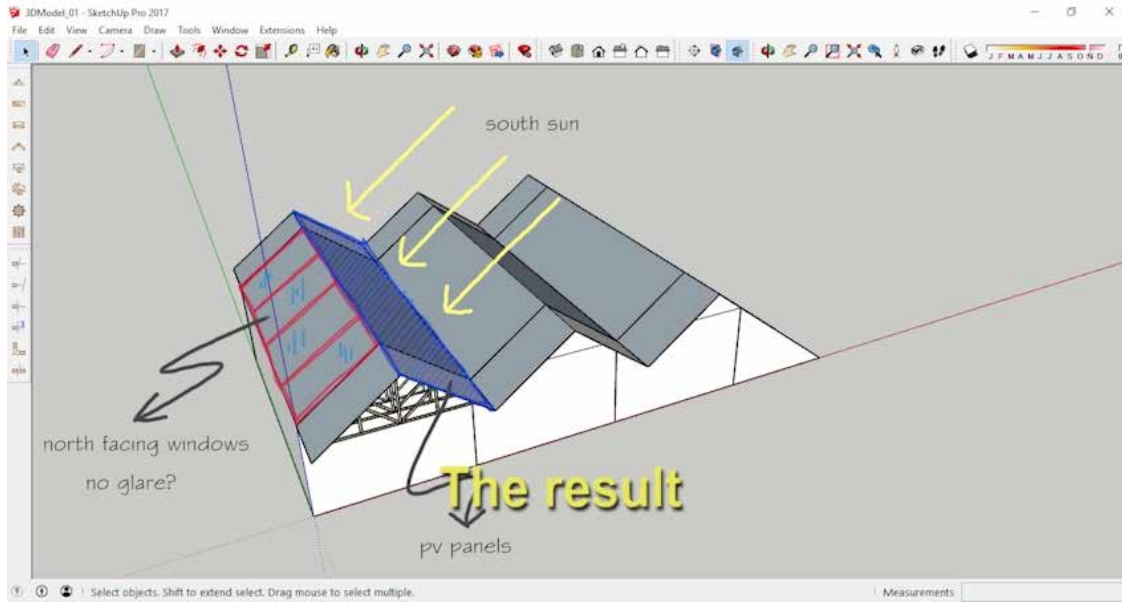 3DModel_01 - SketchUp Pro 2017
File Edit View Camera Draw Tools Window Extensions Help
J F M A M J J A S O N D
south sun
north facing windows
no glare?
The result
pv panels
Select objects. Shift to extend select. Drag mouse to select multiple.
Measurements